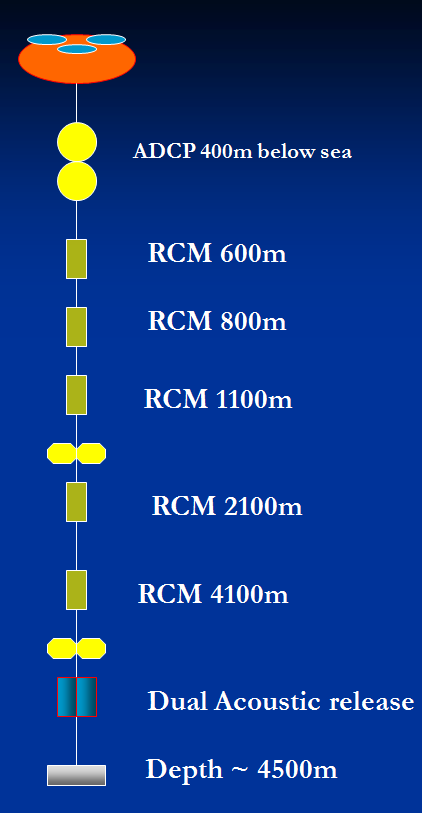 ADCP 400m below sea
RCM 600m
RCM 800m
RCM 1100m
RCM 2100m
RCM 4100m
Dual Acoustic release
Depth ~ 4500m